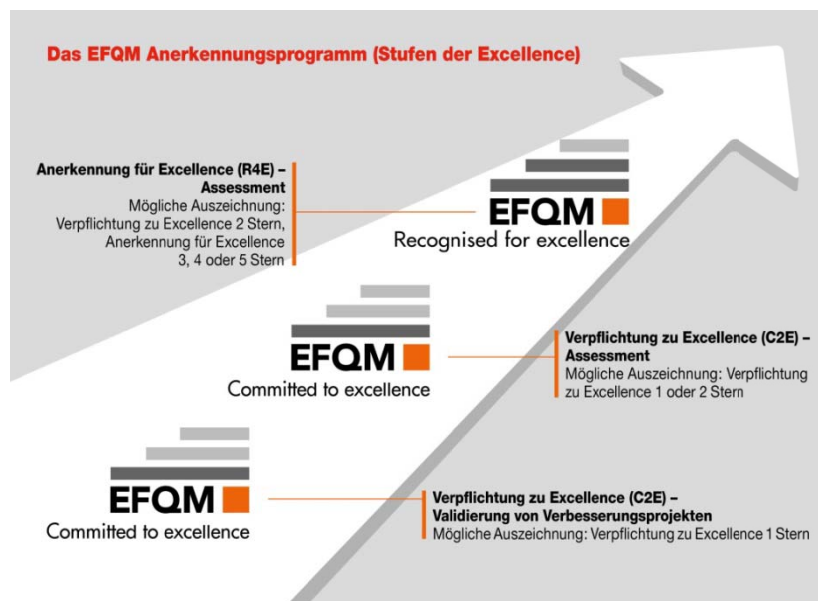 Das EFQM Anerkennungsprogramm (Stufen der Excellence)
Anerkennung für Excellence (R4E) –
Assessment
Mögliche Auszeichnung:
Verpflichtung zu Excellence 2 Stern,
Anerkennung für Excellence
3, 4 oder 5 Stern
EFQM
Recognised for excellence
EFQM
Committed to excellence
Verpflichtung zu Excellence (C2E) –
Assessment
Mögliche Auszeichnung: Verpflichtung
zu Excellence 1 oder 2 Stern
EFQM
Committed to excellence
Verpflichtung zu Excellence (C2E) –
Validierung von Verbesserungsprojekten
Mögliche Auszeichnung: Verpflichtung zu Excellence 1 Stern